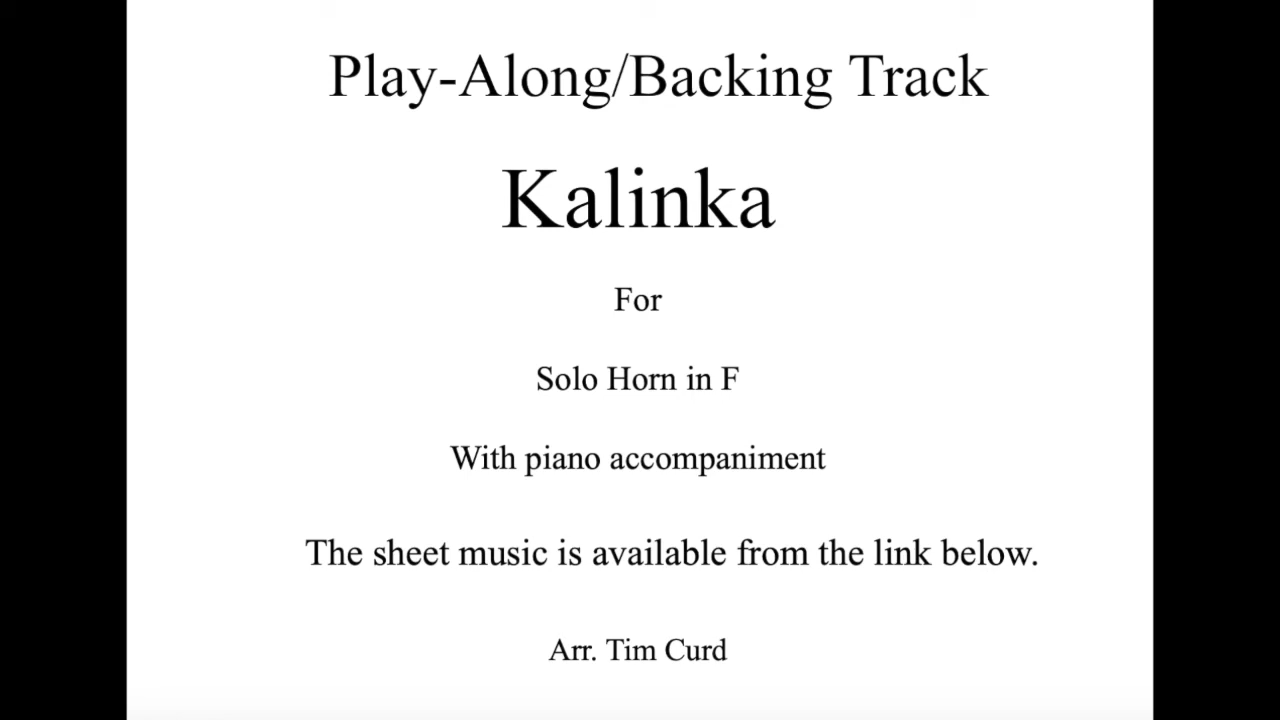 Play-Along/Backing Track
Kalinka
For
Solo Horn in F
With piano accompaniment
The sheet music is available from the link below.
Arr. Tim Curd